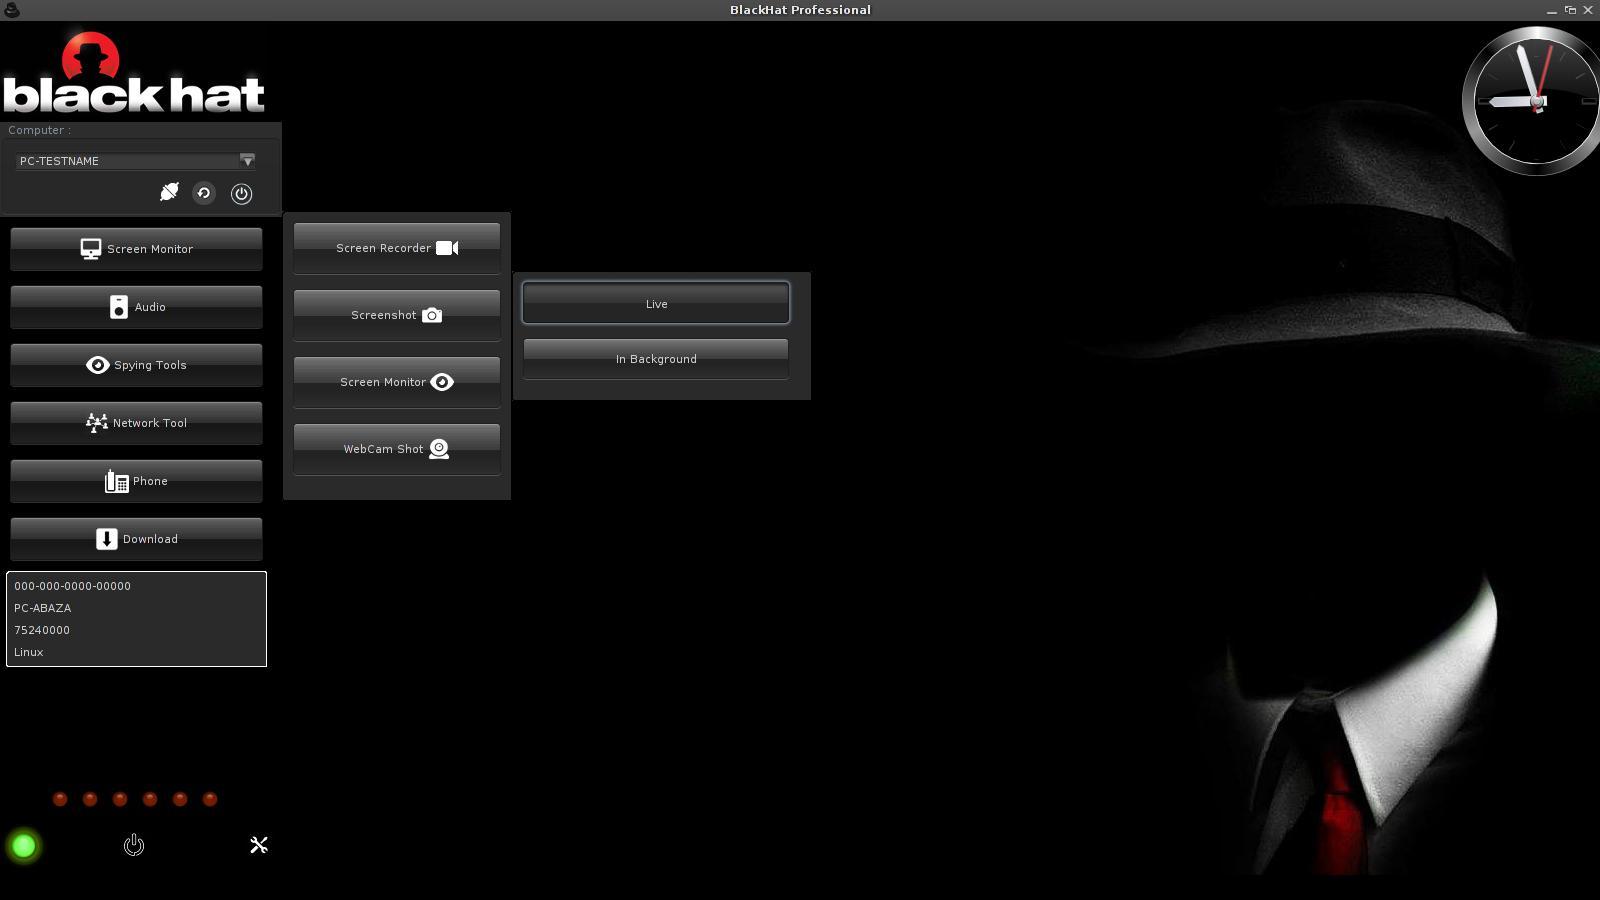 BlackHat Professional
black hat
Computer :
PC-TESTNAME
Screen Monitor
Audio
Spying Tools
Network Tool
Phone
Download
Screen Recorder
Screenshot
Screen Monitor
WebCam Shot
Live
In Background
000-000-0000-00000
PC-ABAZA
75240000
Linux